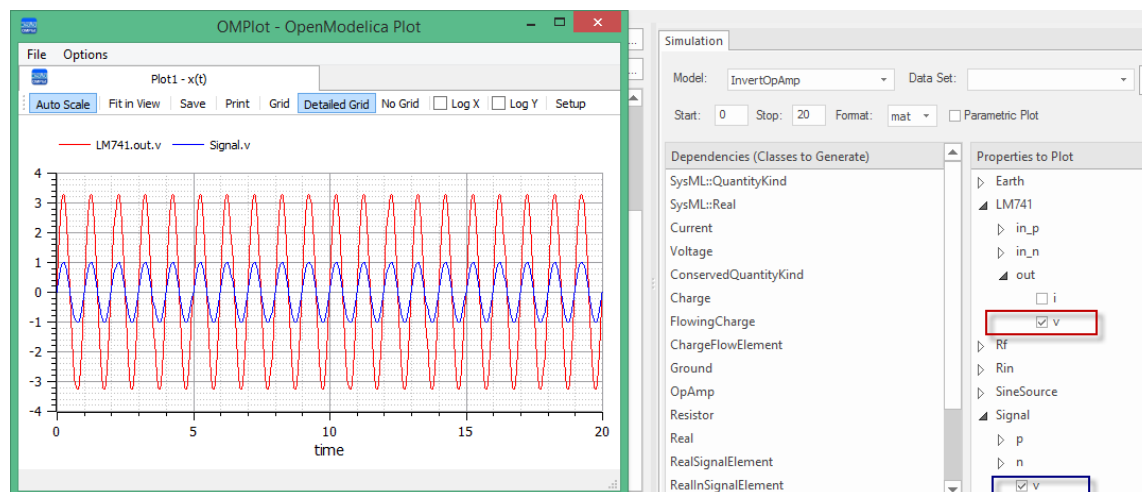 OMPlot - OpenModelica Plot
File Options
Plot1 - x(t)
Auto Scale Fit in View Save Print Grid Detailed Grid No Grid Log X Log Y Setup
LM741.out.v Signal.v
4
3
2
1
0
-1
-2
-3
-4
0 5 10 15 20
time
...
...
Simulation
Model: InvertOpAmp Data Set:
Start: 0 Stop: 20 Format: mat Parametric Plot
Dependencies (Classes to Generate)
SysML::QuantityKind
SysML::Real
Current
Voltage
ConservedQuantityKind
Charge
FlowingCharge
ChargeFlowElement
Ground
OpAmp
Resistor
Real
RealSignalElement
RealInSignalElement
Properties to Plot
Earth
LM741
in_p
in_n
out
i
v
Rf
Rin
SineSource
Signal
p
n
v